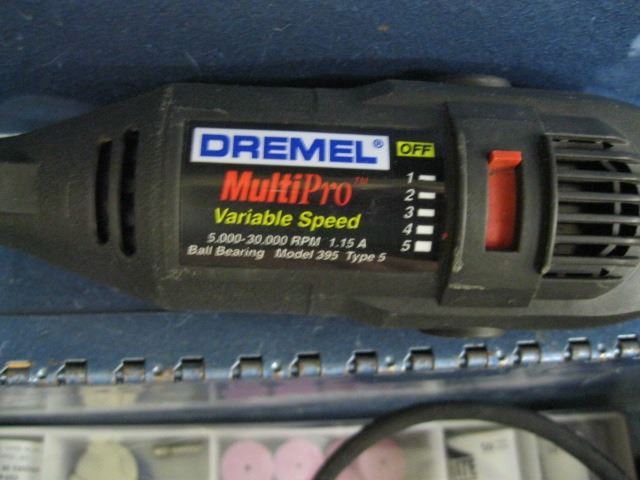 DREMEL® OFF
MultiPro™ 1
Variable Speed 2
3
4
5,000-30,000 RPM 1.15 A 5
Ball Bearing Model 395 Type 5